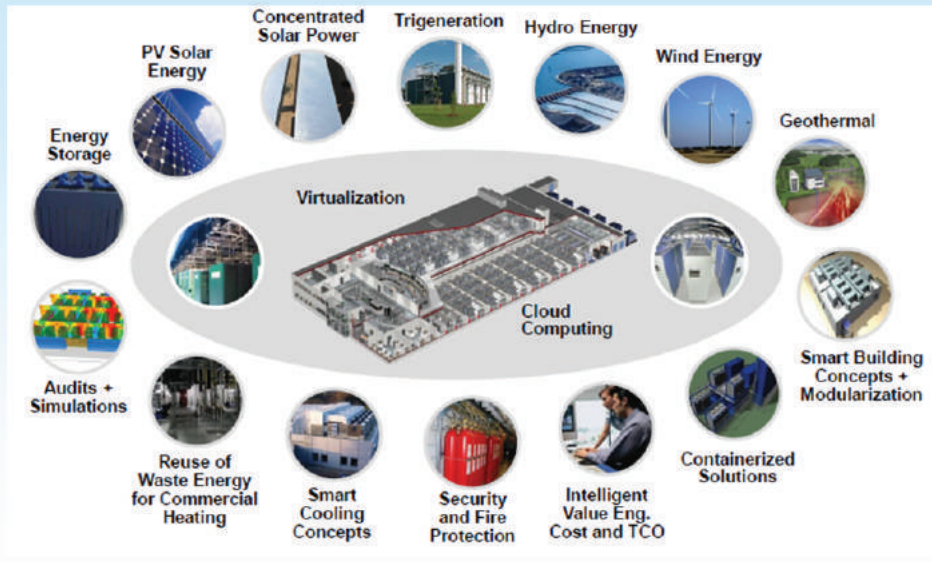 Concentrated
Solar Power
Trigeneration
Hydro Energy
PV Solar
Energy
Wind Energy
Energy
Storage
Geothermal
Virtualization
Cloud
Computing
Audits +
Simulations
Smart Building
Concepts +
Modularization
Reuse of
Waste Energy
for Commercial
Heating
Smart
Cooling
Concepts
Security
and Fire
Protection
Intelligent
Value Eng.
Cost and TCO
Containerized
Solutions